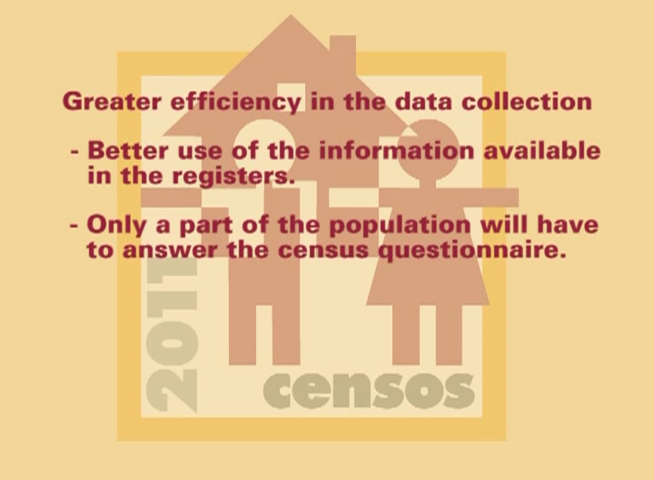 Greater efficiency in the data collection
- Better use of the information available
in the registers.
- Only a part of the population will have
to answer the census questionnaire.
2011
censos